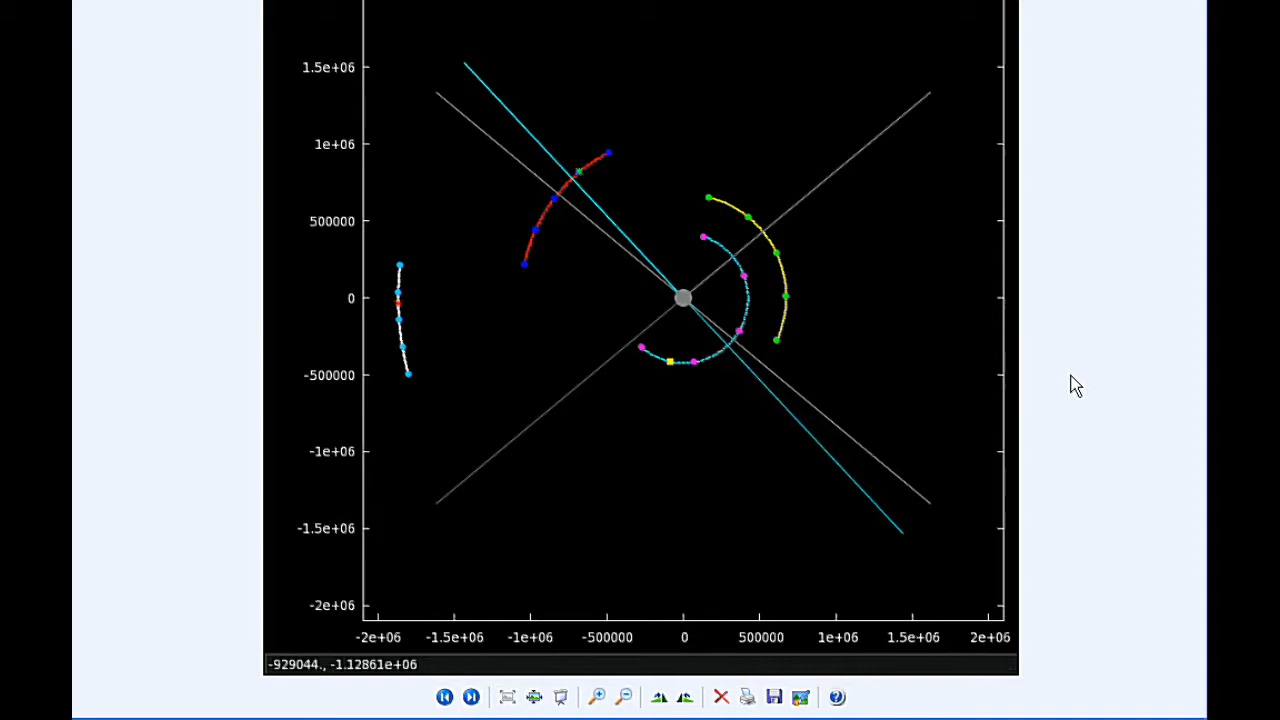 1.5e+06
1e+06
500000
0
-500000
-1e+06
-1.5e+06
-2e+06
-2e+06 -1.5e+06 -1e+06 -500000 0 500000 1e+06 1.5e+06 2e+06
-929044., -1.12861e+06